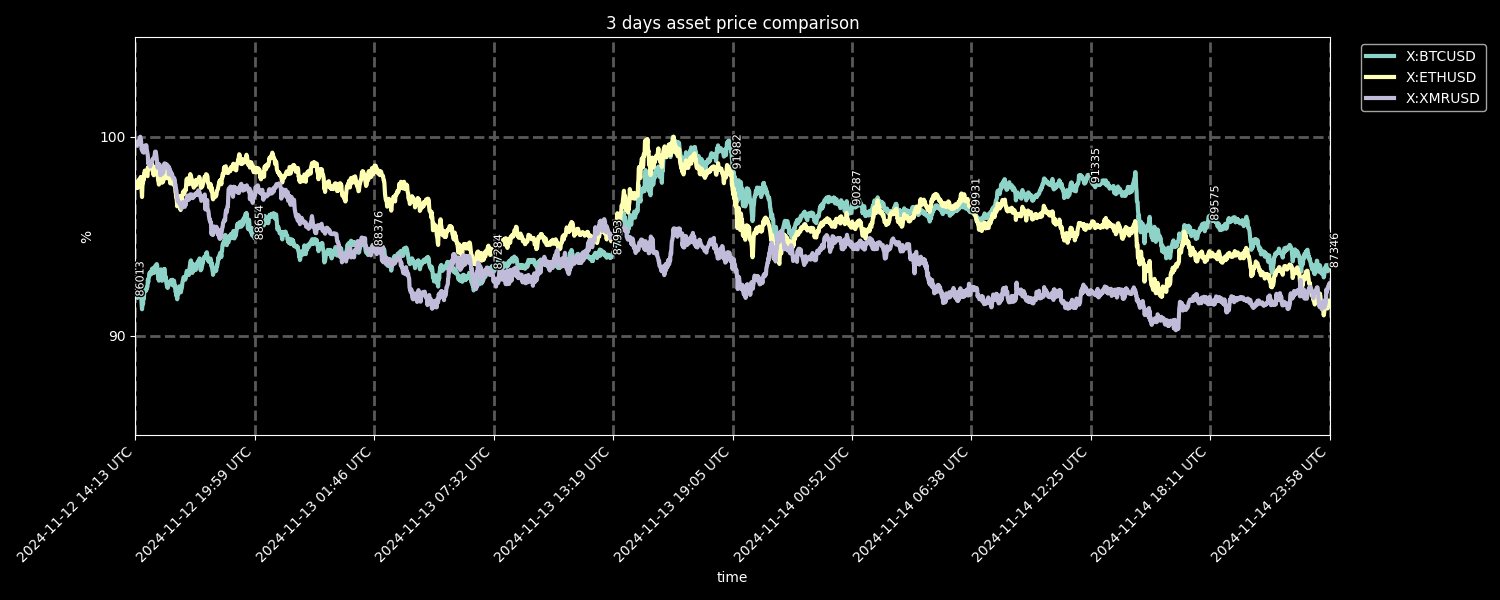 3 days asset price comparison
X:BTCUSD
X:ETHUSD
X:XMRUSD
100
90
%
86013
88654
88376
87284
87953
91982
90287
89931
91335
89575
87346
2024-11-12 14:13 UTC
2024-11-12 19:59 UTC
2024-11-13 01:46 UTC
2024-11-13 07:32 UTC
2024-11-13 13:19 UTC
2024-11-13 19:05 UTC
2024-11-14 00:52 UTC
2024-11-14 06:38 UTC
2024-11-14 12:25 UTC
2024-11-14 18:11 UTC
2024-11-14 23:58 UTC
time